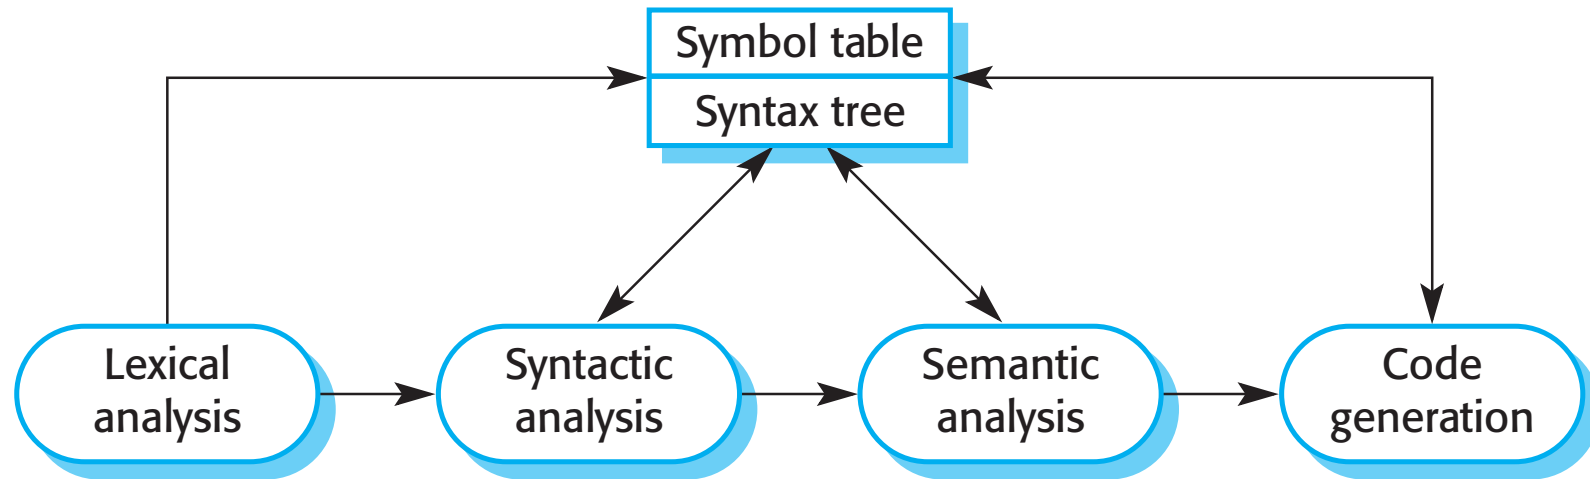 Symbol table
Syntax tree
Lexical
analysis
Syntactic
analysis
Semantic
analysis
Code
generation